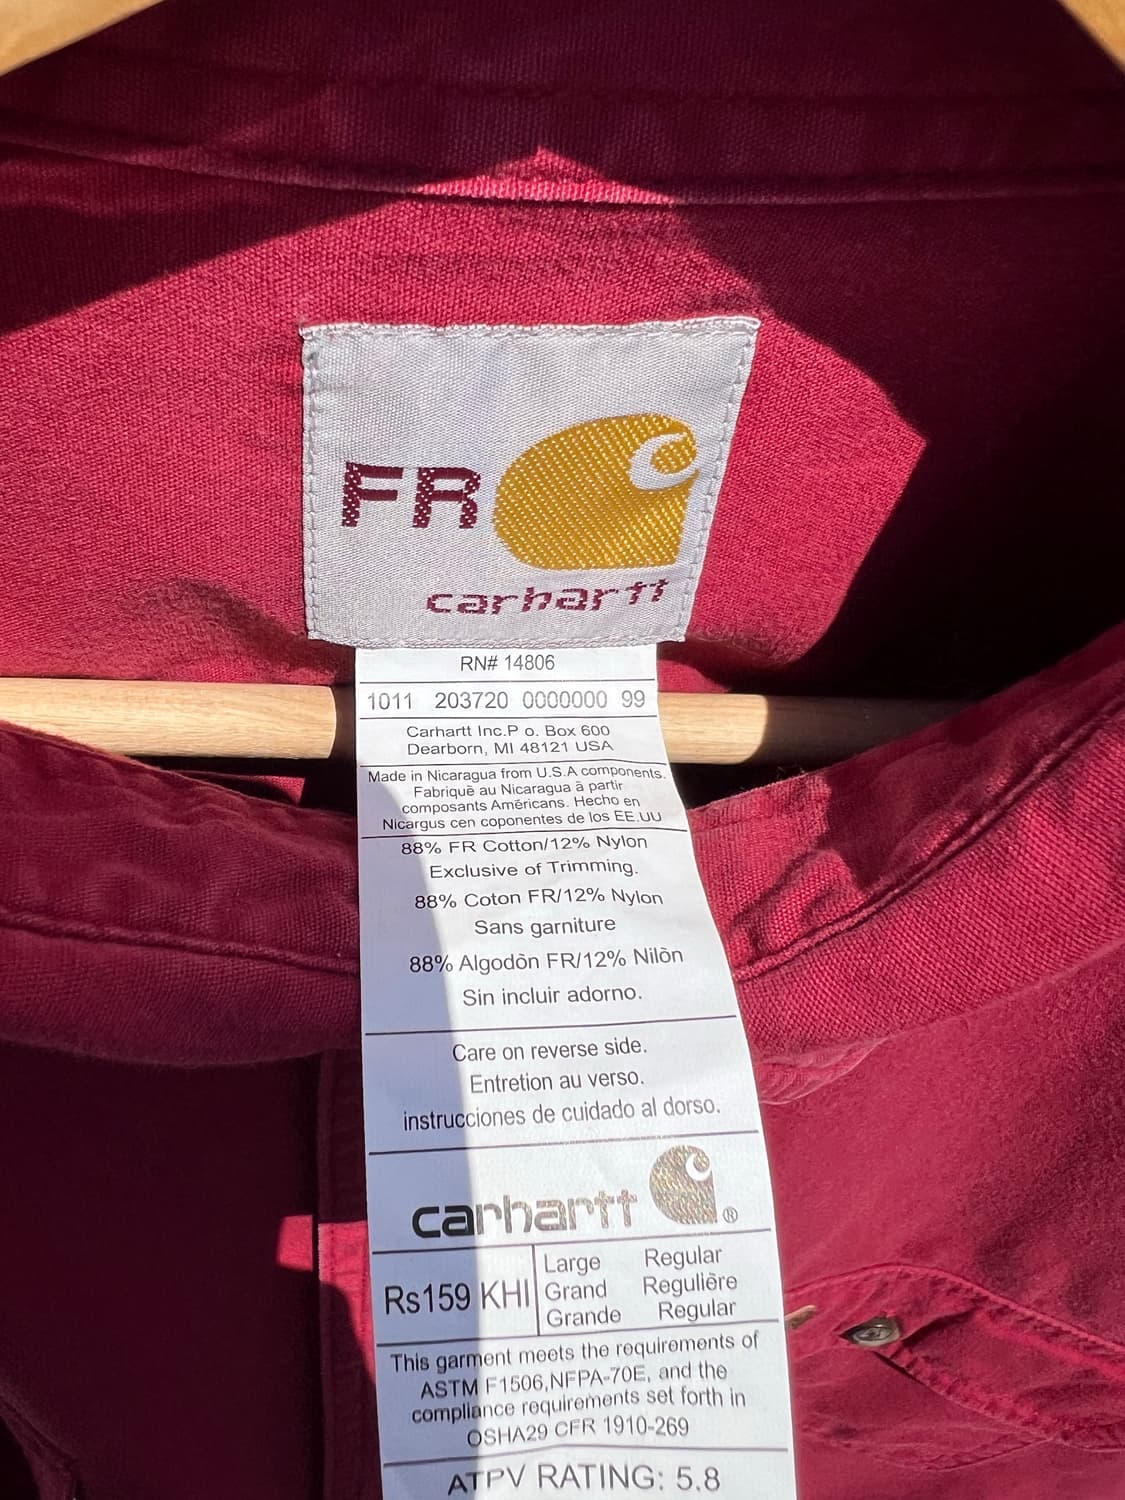 FR
carhartt
RN# 14806
1011 203720 0000000 99
Carhartt Inc.P o. Box 600
Dearborn, MI 48121 USA
Made in Nicaragua from U.S.A components.
Fabriquè au Nicaragua ā partir
composants Amēricans. Hecho en
Nicargus cen coponentes de los EE.UU
88% FR Cotton/12% Nylon
Exclusive of Trimming.
88% Coton FR/12% Nylon
Sans garniture
88% Algodòn FR/12% Nilòn
Sin incluir adorno.
Care on reverse side.
Entretion au verso.
instrucciones de cuidado al dorso.
carhartt ®
Rs159 KHI
Large Regular
Grand Regulière
Grande Regular
This garment meets the requirements of
ASTM F1506,NFPA-70E, and the
compliance requirements set forth in
OSHA29 CFR 1910-269
ATPV RATING: 5.8